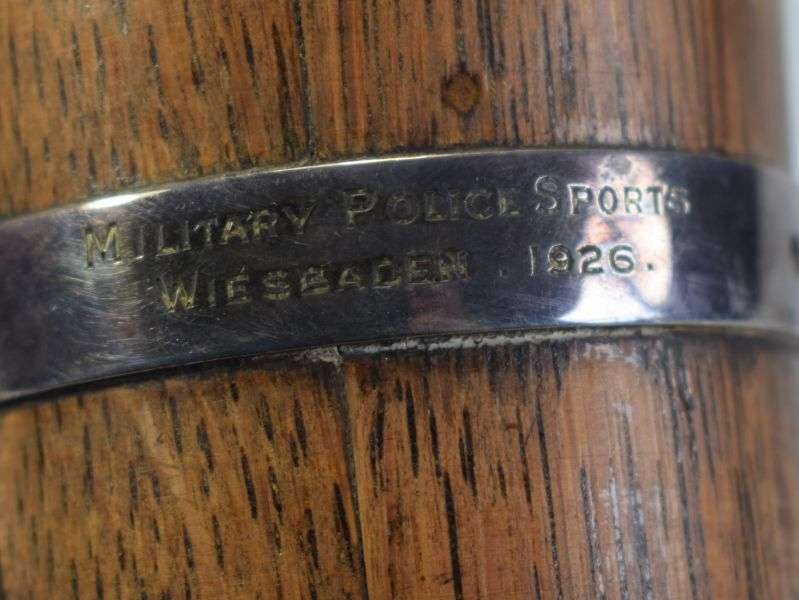 MILITARY POLICE SPORTS
WIESBADEN. 1926.